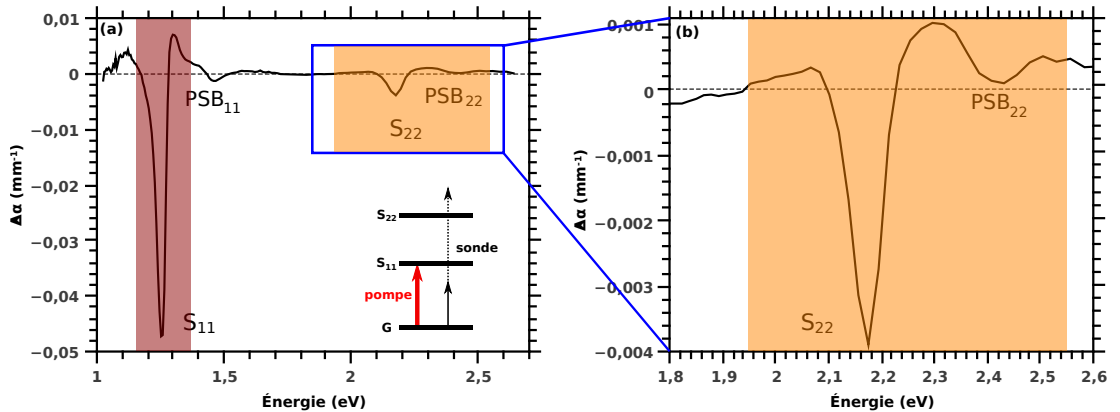 (a)
0,01
0
−0,01
−0,02
−0,03
−0,04
−0,05
Δα (mm⁻¹)
PSB₁₁
S₁₁
PSB₂₂
S₂₂
S₂₂
S₁₁
G
sonde
pompe
1
1,5
2
2,5
Énergie (eV)
(b)
0,001
0
−0,001
−0,002
−0,003
−0,004
Δα (mm⁻¹)
PSB₂₂
S₂₂
1,8
1,9
2
2,1
2,2
2,3
2,4
2,5
2,6
Énergie (eV)